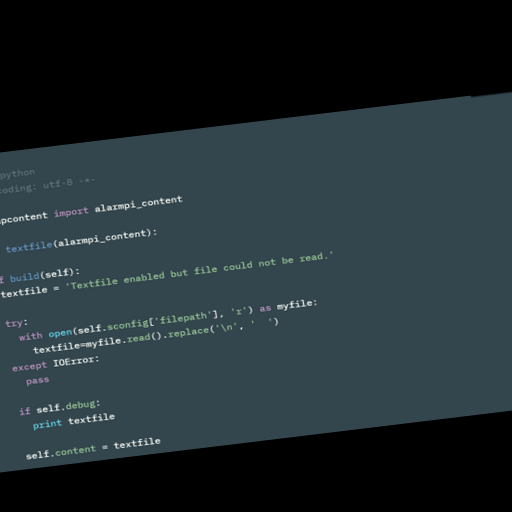 python
coding: utf-8 -*-
pcontent import alarmpi_content
textfile(alarmpi_content):
f build(self):
textfile = 'Textfile enabled but file could not be read.'
try:
with open(self.sconfig['filepath'], 'r') as myfile:
textfile=myfile.read().replace('\n', '  ')
except IOError:
pass
if self.debug:
print textfile
self.content = textfile